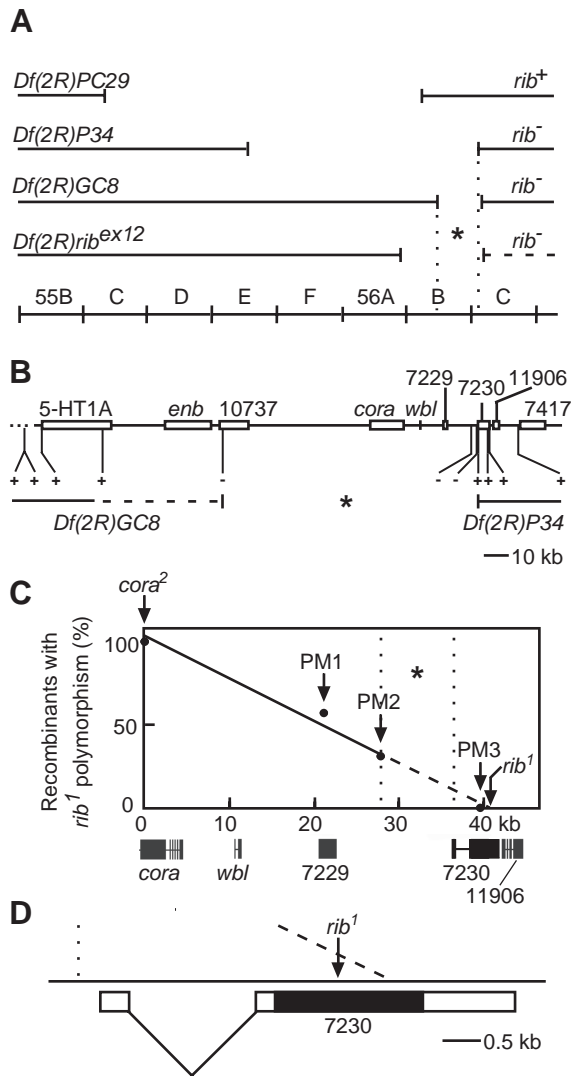 A
Df(2R)PC29 rib+
Df(2R)P34 rib-
Df(2R)GC8 rib-
*
Df(2R)ribex12 rib-
55B C D E F 56A B C
B
7229 7230 11906
5-HT1A enb 10737 cora wbl 7417
+ + + + - - - + + + +
Df(2R)GC8 * Df(2R)P34
10 kb
C
cora2
Recombinants with
rib1 polymorphism (%)
100
50
0
PM1
PM2
*
PM3
rib1
0 10 20 30 40 kb
cora wbl 7229 7230
11906
D
rib1
7230
0.5 kb